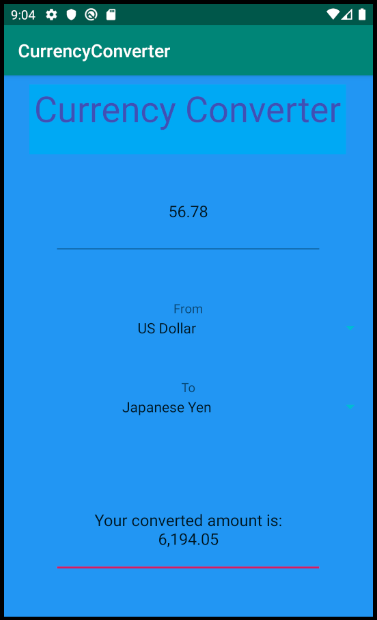 9:04
CurrencyConverter
Currency Converter
56.78
From
US Dollar
To
Japanese Yen
Your converted amount is:
6,194.05